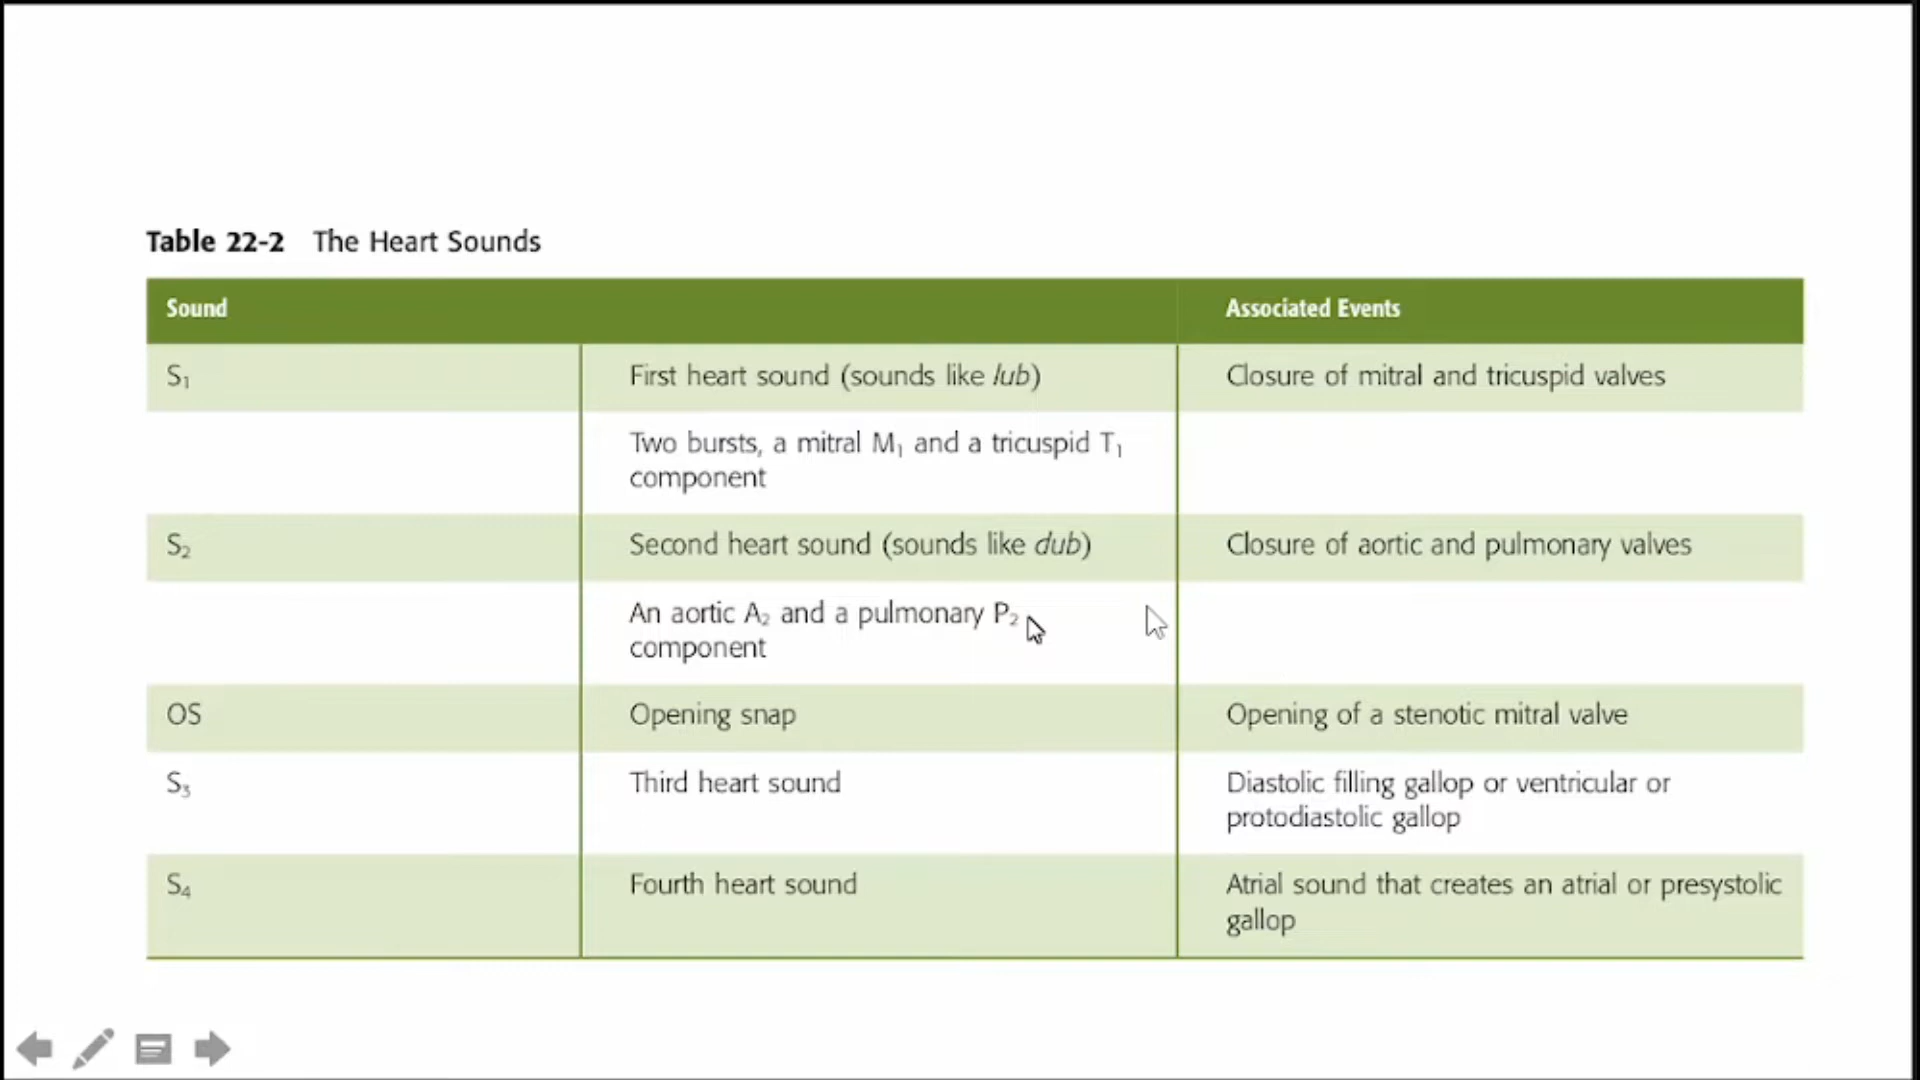 Table 22-2 The Heart Sounds
Sound Associated Events
S₁ First heart sound (sounds like lub) Closure of mitral and tricuspid valves
Two bursts, a mitral M₁ and a tricuspid T₁
component
S₂ Second heart sound (sounds like dub) Closure of aortic and pulmonary valves
An aortic A₂ and a pulmonary P₂
component
OS Opening snap Opening of a stenotic mitral valve
S₃ Third heart sound Diastolic filling gallop or ventricular or
protodiastolic gallop
S₄ Fourth heart sound Atrial sound that creates an atrial or presystolic
gallop